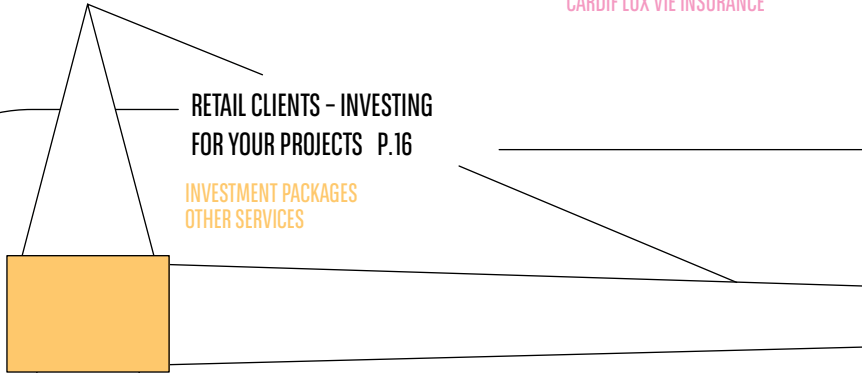 CARDIF LUX VIE INSURANCE
RETAIL CLIENTS – INVESTING
FOR YOUR PROJECTS P.16
INVESTMENT PACKAGES
OTHER SERVICES